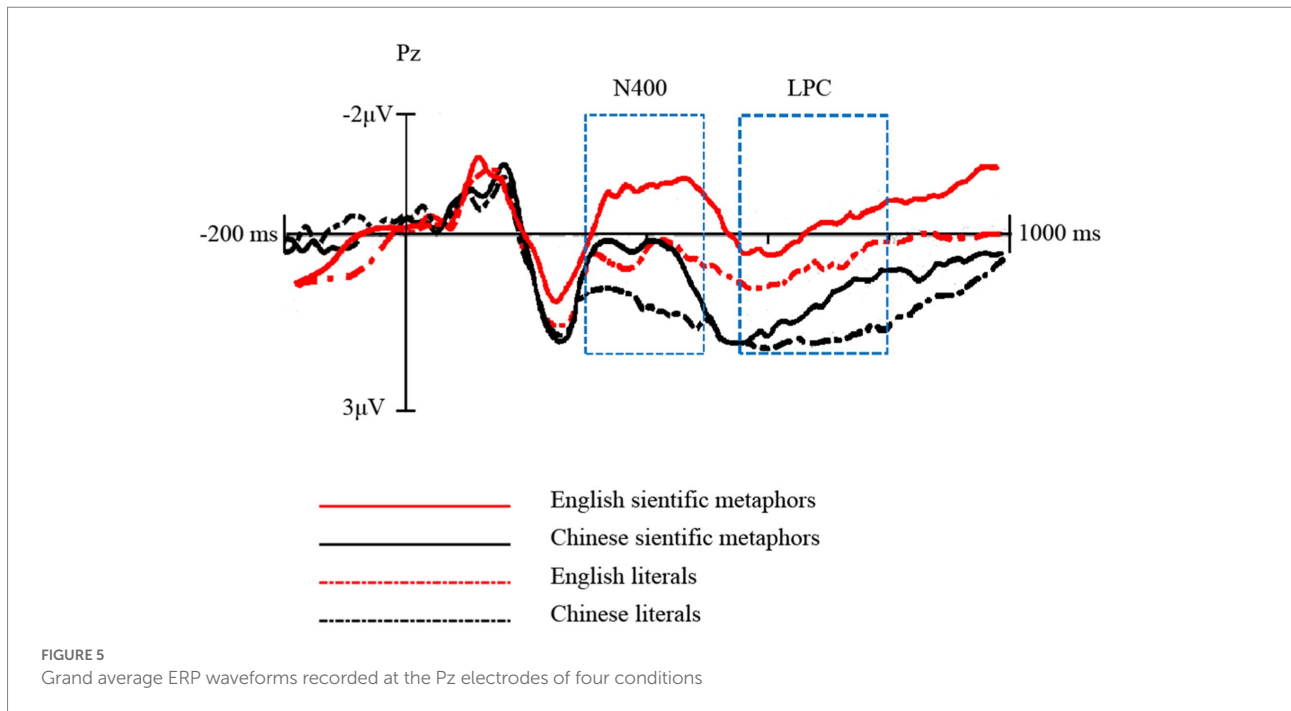 Pz
N400
LPC
-2μV
-200 ms
1000 ms
3μV
English sientific metaphors
Chinese sientific metaphors
English literals
Chinese literals
FIGURE 5
Grand average ERP waveforms recorded at the Pz electrodes of four conditions